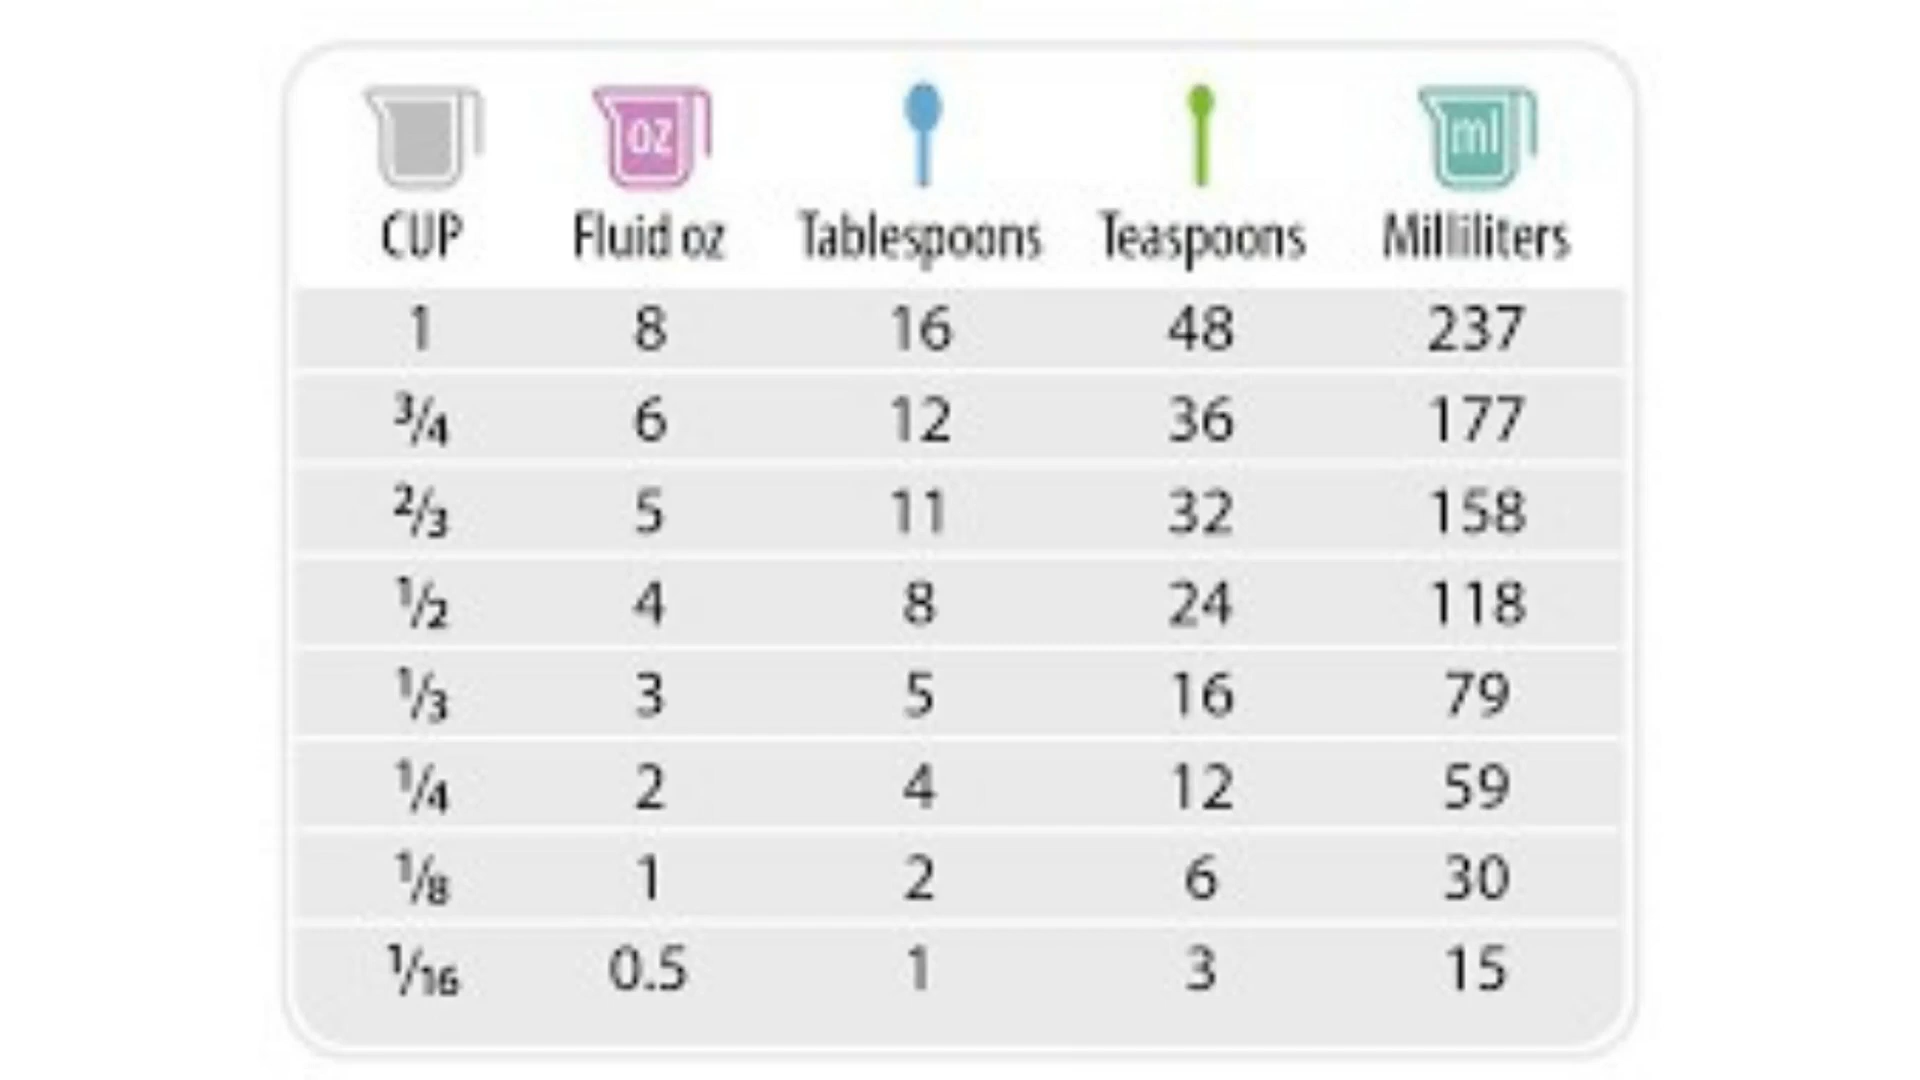 oz ml
CUP Fluid oz Tablespoons Teaspoons Milliliters
1 8 16 48 237
3/4 6 12 36 177
2/3 5 11 32 158
1/2 4 8 24 118
1/3 3 5 16 79
1/4 2 4 12 59
1/8 1 2 6 30
1/16 0.5 1 3 15